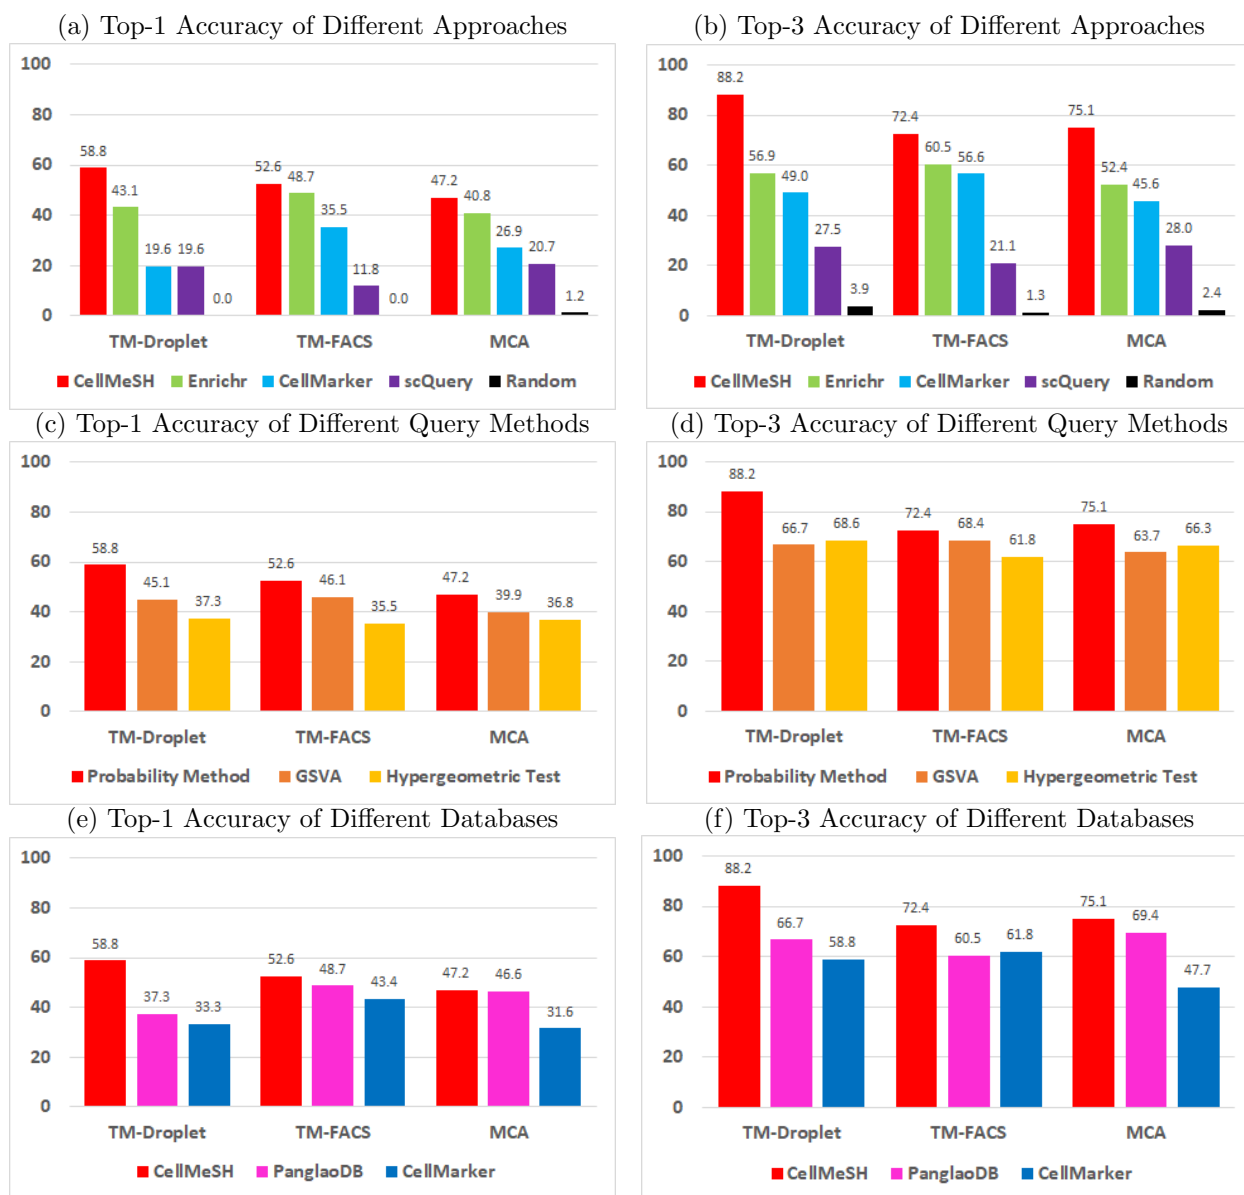 (a) Top-1 Accuracy of Different Approaches
100
80
60
40
20
0
58.8
43.1
19.6
19.6
0.0
52.6
48.7
35.5
11.8
0.0
47.2
40.8
26.9
20.7
1.2
TM-Droplet
TM-FACS
MCA
CellMeSH
Enrichr
CellMarker
scQuery
Random
(b) Top-3 Accuracy of Different Approaches
100
80
60
40
20
0
88.2
56.9
49.0
27.5
3.9
72.4
60.5
56.6
21.1
1.3
75.1
52.4
45.6
28.0
2.4
TM-Droplet
TM-FACS
MCA
CellMeSH
Enrichr
CellMarker
scQuery
Random
(c) Top-1 Accuracy of Different Query Methods
100
80
60
40
20
0
58.8
45.1
37.3
52.6
46.1
35.5
47.2
39.9
36.8
TM-Droplet
TM-FACS
MCA
Probability Method
GSVA
Hypergeometric Test
(d) Top-3 Accuracy of Different Query Methods
100
80
60
40
20
0
88.2
66.7
68.6
72.4
68.4
61.8
75.1
63.7
66.3
TM-Droplet
TM-FACS
MCA
Probability Method
GSVA
Hypergeometric Test
(e) Top-1 Accuracy of Different Databases
100
80
60
40
20
0
58.8
37.3
33.3
52.6
48.7
43.4
47.2
46.6
31.6
TM-Droplet
TM-FACS
MCA
CellMeSH
PanglaoDB
CellMarker
(f) Top-3 Accuracy of Different Databases
100
80
60
40
20
0
88.2
66.7
58.8
72.4
60.5
61.8
75.1
69.4
47.7
TM-Droplet
TM-FACS
MCA
CellMeSH
PanglaoDB
CellMarker